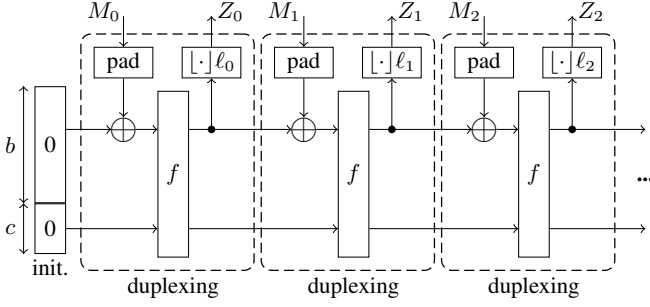 M₀ Z₀ M₁ Z₁ M₂ Z₂
pad ⌊·⌋ℓ₀ pad ⌊·⌋ℓ₁ pad ⌊·⌋ℓ₂
b 0 f f f ...
c 0
init.
duplexing duplexing duplexing